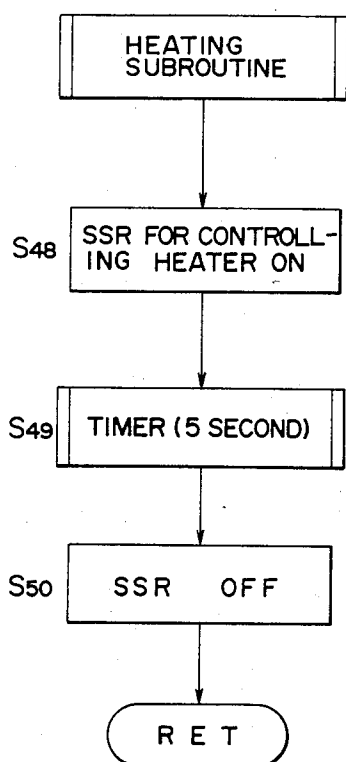 HEATING
SUBROUTINE
S48
SSR FOR CONTROLL-
ING HEATER ON
S49
TIMER (5 SECOND)
S50
SSR OFF
RET